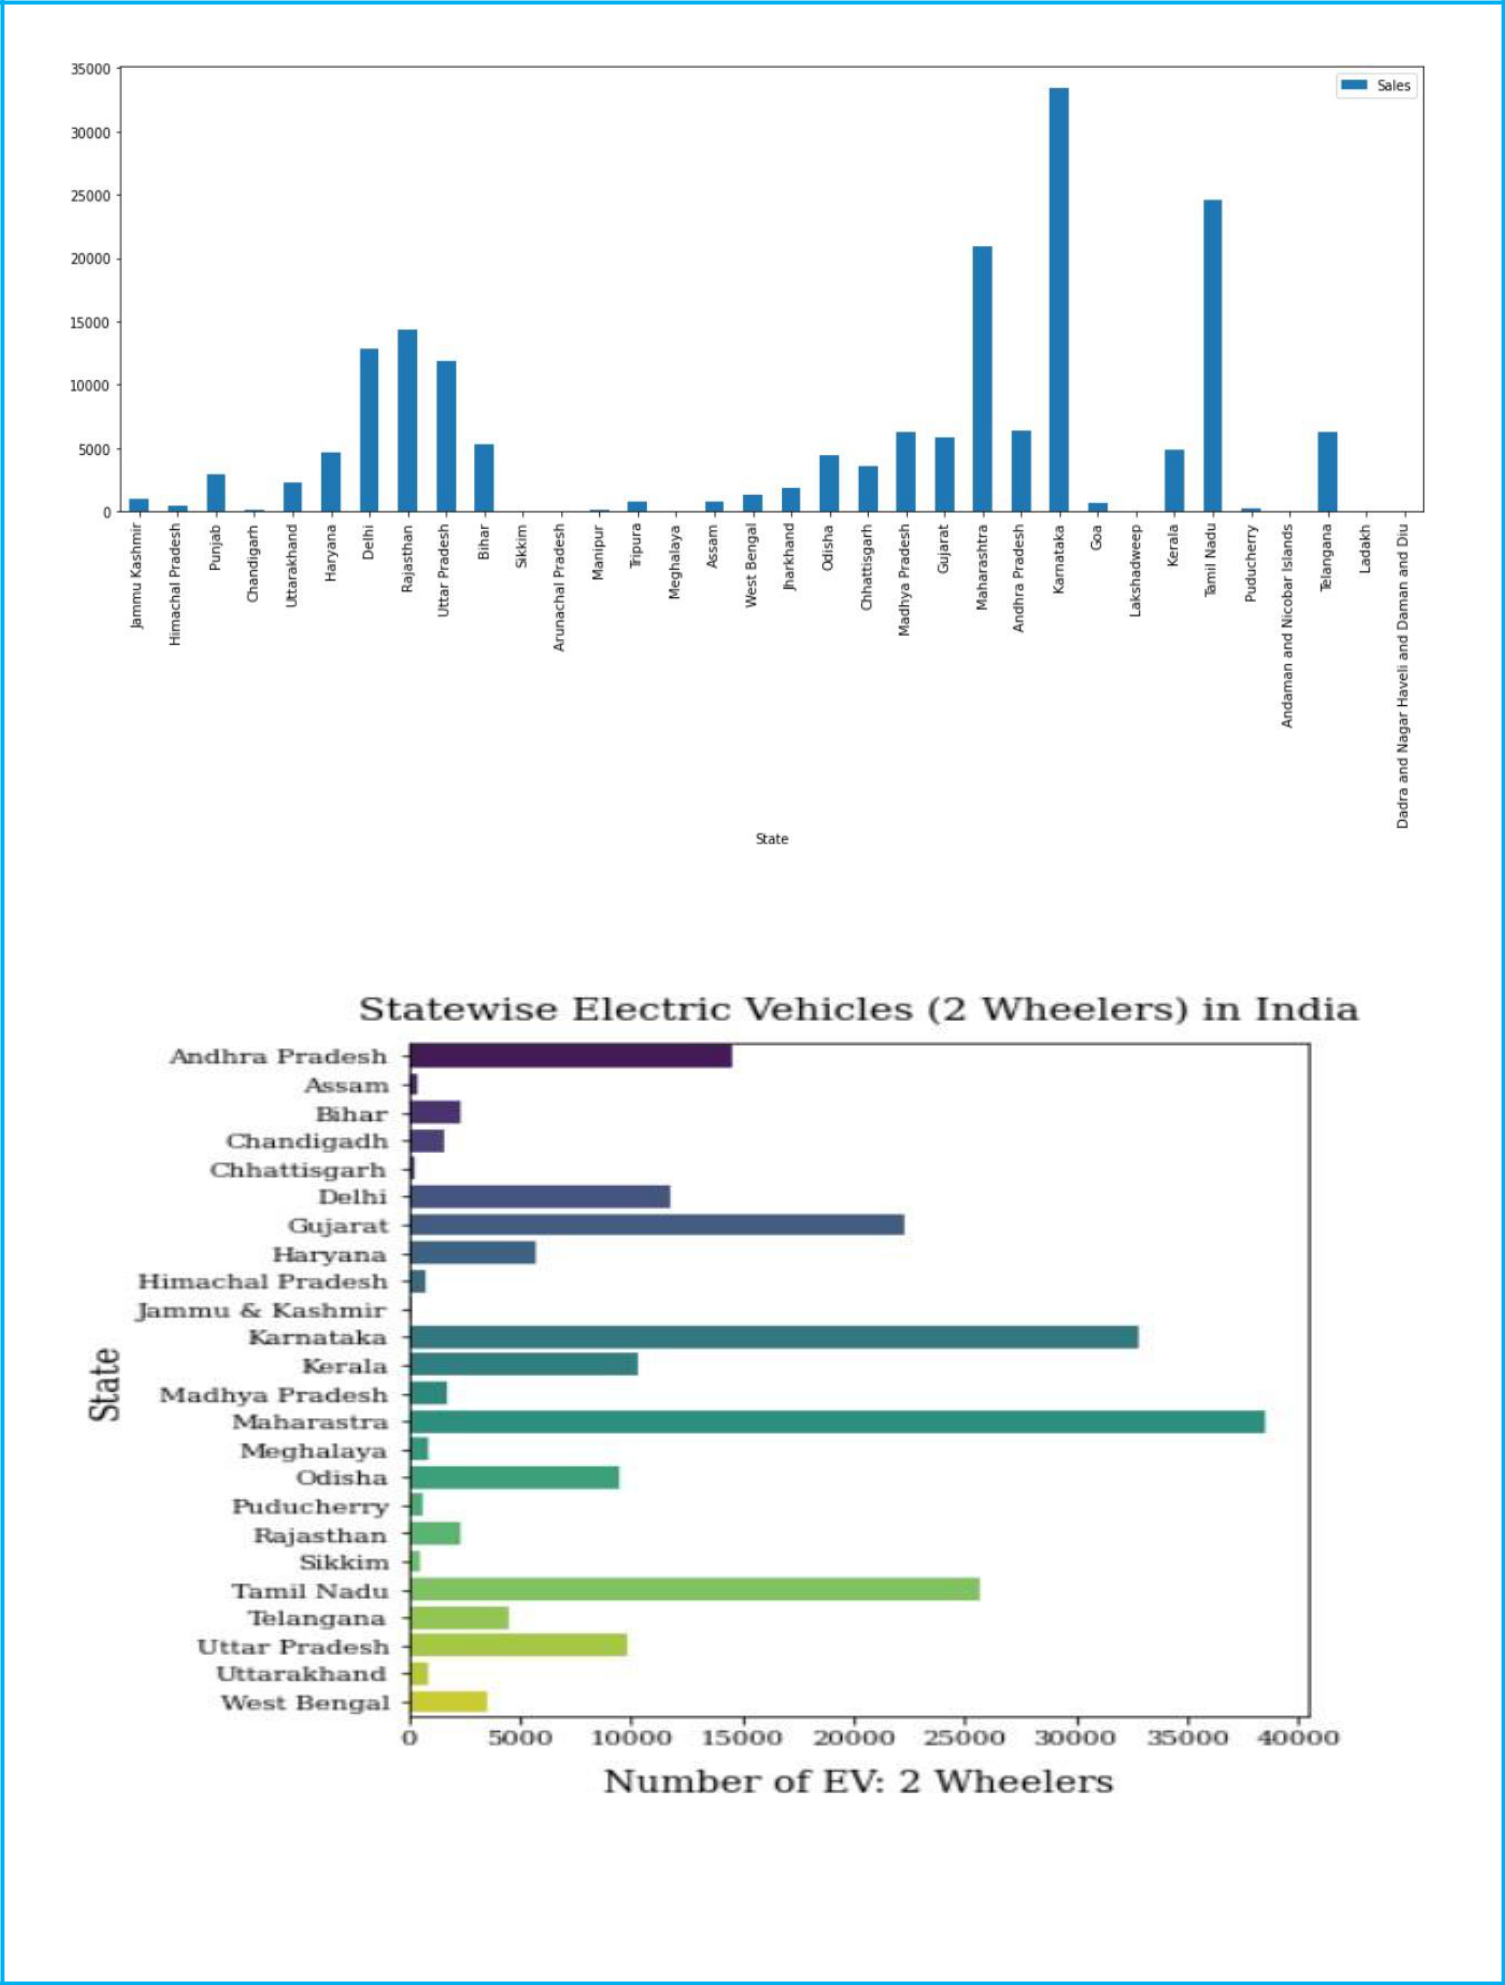 35000
30000
25000
20000
15000
10000
5000
0
Sales
Jammu Kashmir
Himachal Pradesh
Punjab
Chandigarh
Uttarakhand
Haryana
Delhi
Rajasthan
Uttar Pradesh
Bihar
Sikkim
Arunachal Pradesh
Manipur
Tripura
Meghalaya
Assam
West Bengal
Jharkhand
Odisha
Chhattisgarh
Madhya Pradesh
Gujarat
Maharashtra
Andhra Pradesh
Karnataka
Goa
Lakshadweep
Kerala
Tamil Nadu
Puducherry
Andaman and Nicobar Islands
Telangana
Ladakh
Dadra and Nagar Haveli and Daman and Diu
State
Statewise Electric Vehicles (2 Wheelers) in India
State
Andhra Pradesh
Assam
Bihar
Chandigadh
Chhattisgarh
Delhi
Gujarat
Haryana
Himachal Pradesh
Jammu & Kashmir
Karnataka
Kerala
Madhya Pradesh
Maharastra
Meghalaya
Odisha
Puducherry
Rajasthan
Sikkim
Tamil Nadu
Telangana
Uttar Pradesh
Uttarakhand
West Bengal
0 5000 10000 15000 20000 25000 30000 35000 40000
Number of EV: 2 Wheelers